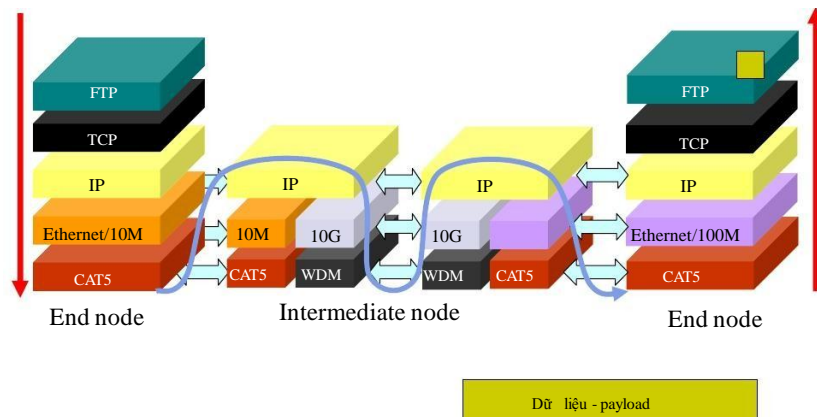 FTP
TCP
IP
Ethernet/10M
CAT5
End node
IP
10M
10G
CAT5
WDM
IP
10G
WDM
CAT5
Intermediate node
FTP
TCP
IP
Ethernet/100M
CAT5
End node
Dữ liệu - payload